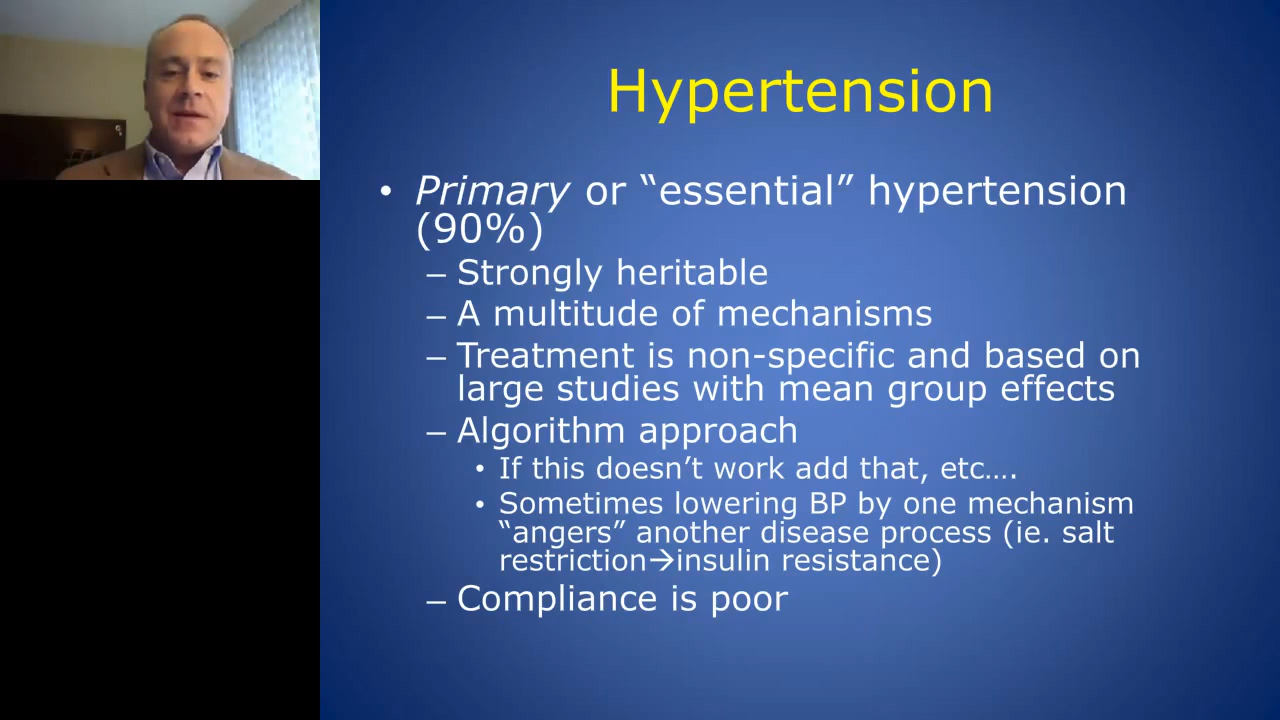 Hypertension
• Primary or “essential” hypertension
(90%)
– Strongly heritable
– A multitude of mechanisms
– Treatment is non-specific and based on
large studies with mean group effects
– Algorithm approach
• If this doesn’t work add that, etc….
• Sometimes lowering BP by one mechanism
“angers” another disease process (ie. salt
restriction→insulin resistance)
– Compliance is poor